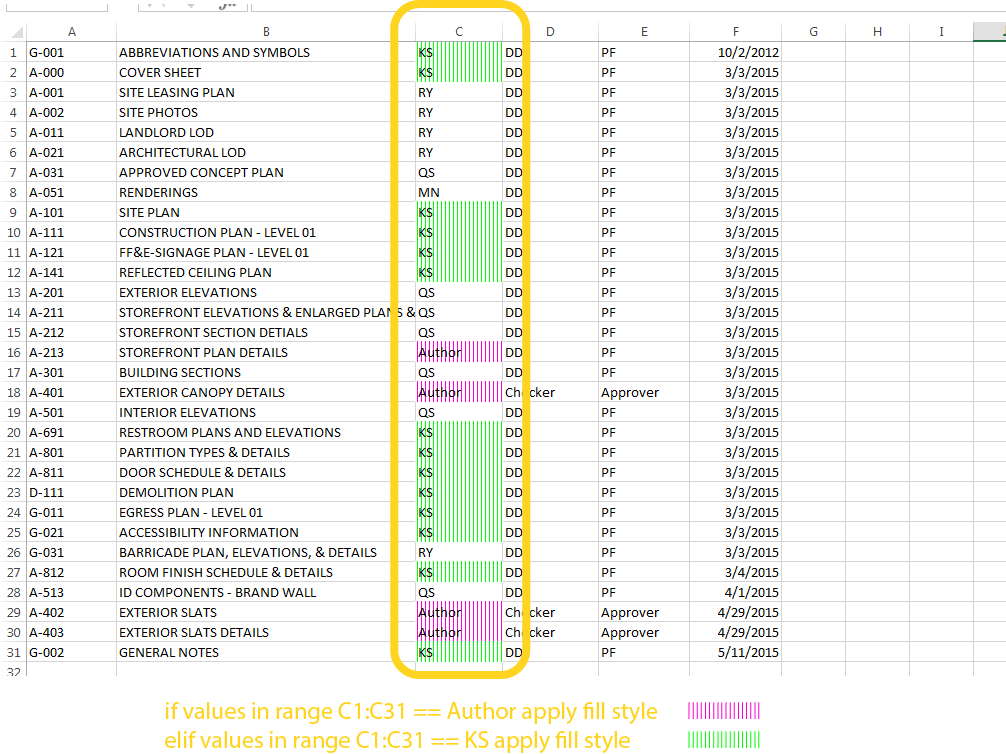 A B C D E F G H I
1 G-001 ABBREVIATIONS AND SYMBOLS KS DD PF 10/2/2012
2 A-000 COVER SHEET KS DD PF 3/3/2015
3 A-001 SITE LEASING PLAN RY DD PF 3/3/2015
4 A-002 SITE PHOTOS RY DD PF 3/3/2015
5 A-011 LANDLORD LOD RY DD PF 3/3/2015
6 A-021 ARCHITECTURAL LOD RY DD PF 3/3/2015
7 A-031 APPROVED CONCEPT PLAN QS DD PF 3/3/2015
8 A-051 RENDERINGS MN DD PF 3/3/2015
9 A-101 SITE PLAN KS DD PF 3/3/2015
10 A-111 CONSTRUCTION PLAN - LEVEL 01 KS DD PF 3/3/2015
11 A-121 FF&E-SIGNAGE PLAN - LEVEL 01 KS DD PF 3/3/2015
12 A-141 REFLECTED CEILING PLAN KS DD PF 3/3/2015
13 A-201 EXTERIOR ELEVATIONS QS DD PF 3/3/2015
14 A-211 STOREFRONT ELEVATIONS & ENLARGED PLANS & QS DD PF 3/3/2015
15 A-212 STOREFRONT SECTION DETIALS QS DD PF 3/3/2015
16 A-213 STOREFRONT PLAN DETAILS Author DD PF 3/3/2015
17 A-301 BUILDING SECTIONS QS DD PF 3/3/2015
18 A-401 EXTERIOR CANOPY DETAILS Author Checker Approver 3/3/2015
19 A-501 INTERIOR ELEVATIONS QS DD PF 3/3/2015
20 A-691 RESTROOM PLANS AND ELEVATIONS KS DD PF 3/3/2015
21 A-801 PARTITION TYPES & DETAILS KS DD PF 3/3/2015
22 A-811 DOOR SCHEDULE & DETAILS KS DD PF 3/3/2015
23 D-111 DEMOLITION PLAN KS DD PF 3/3/2015
24 G-011 EGRESS PLAN - LEVEL 01 KS DD PF 3/3/2015
25 G-021 ACCESSIBILITY INFORMATION KS DD PF 3/3/2015
26 G-031 BARRICADE PLAN, ELEVATIONS, & DETAILS RY DD PF 3/3/2015
27 A-812 ROOM FINISH SCHEDULE & DETAILS KS DD PF 3/4/2015
28 A-513 ID COMPONENTS - BRAND WALL QS DD PF 4/1/2015
29 A-402 EXTERIOR SLATS Author Checker Approver 4/29/2015
30 A-403 EXTERIOR SLATS DETAILS Author Checker Approver 4/29/2015
31 G-002 GENERAL NOTES KS DD PF 5/11/2015
32
if values in range C1:C31 == Author apply fill style
elif values in range C1:C31 == KS apply fill style